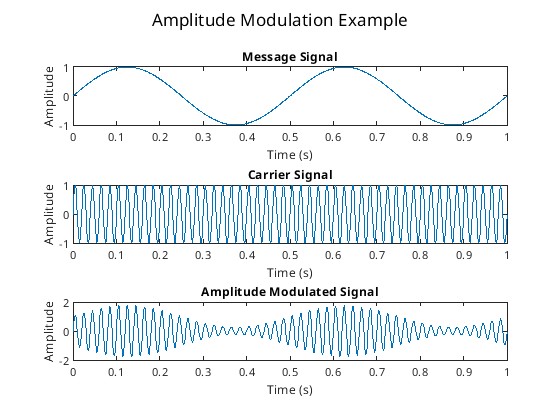 Amplitude Modulation Example
Message Signal
Amplitude
1
0
-1
0 0.1 0.2 0.3 0.4 0.5 0.6 0.7 0.8 0.9 1
Time (s)
Carrier Signal
Amplitude
1
0
-1
0 0.1 0.2 0.3 0.4 0.5 0.6 0.7 0.8 0.9 1
Time (s)
Amplitude Modulated Signal
Amplitude
2
0
-2
0 0.1 0.2 0.3 0.4 0.5 0.6 0.7 0.8 0.9 1
Time (s)